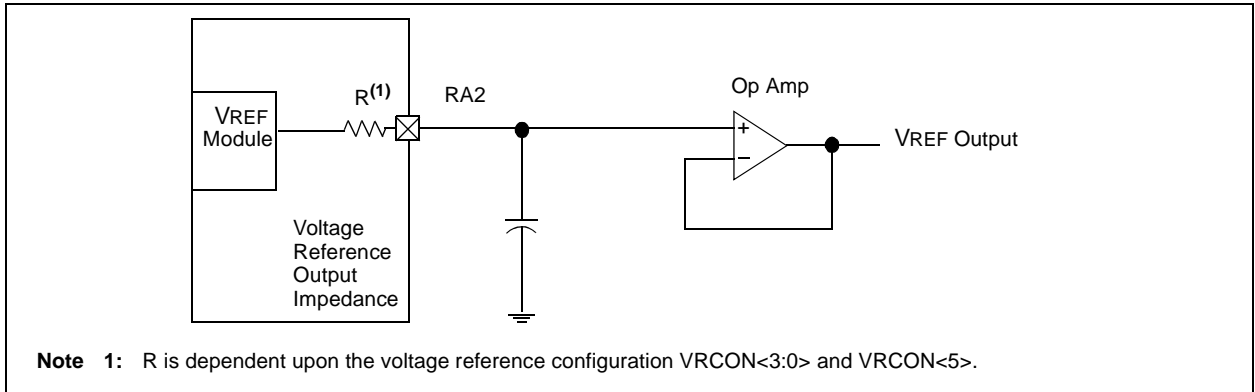 VREF
Module
R(1)
RA2
Op Amp
+
−
VREF Output
Voltage
Reference
Output
Impedance
Note 1: R is dependent upon the voltage reference configuration VRCON<3:0> and VRCON<5>.